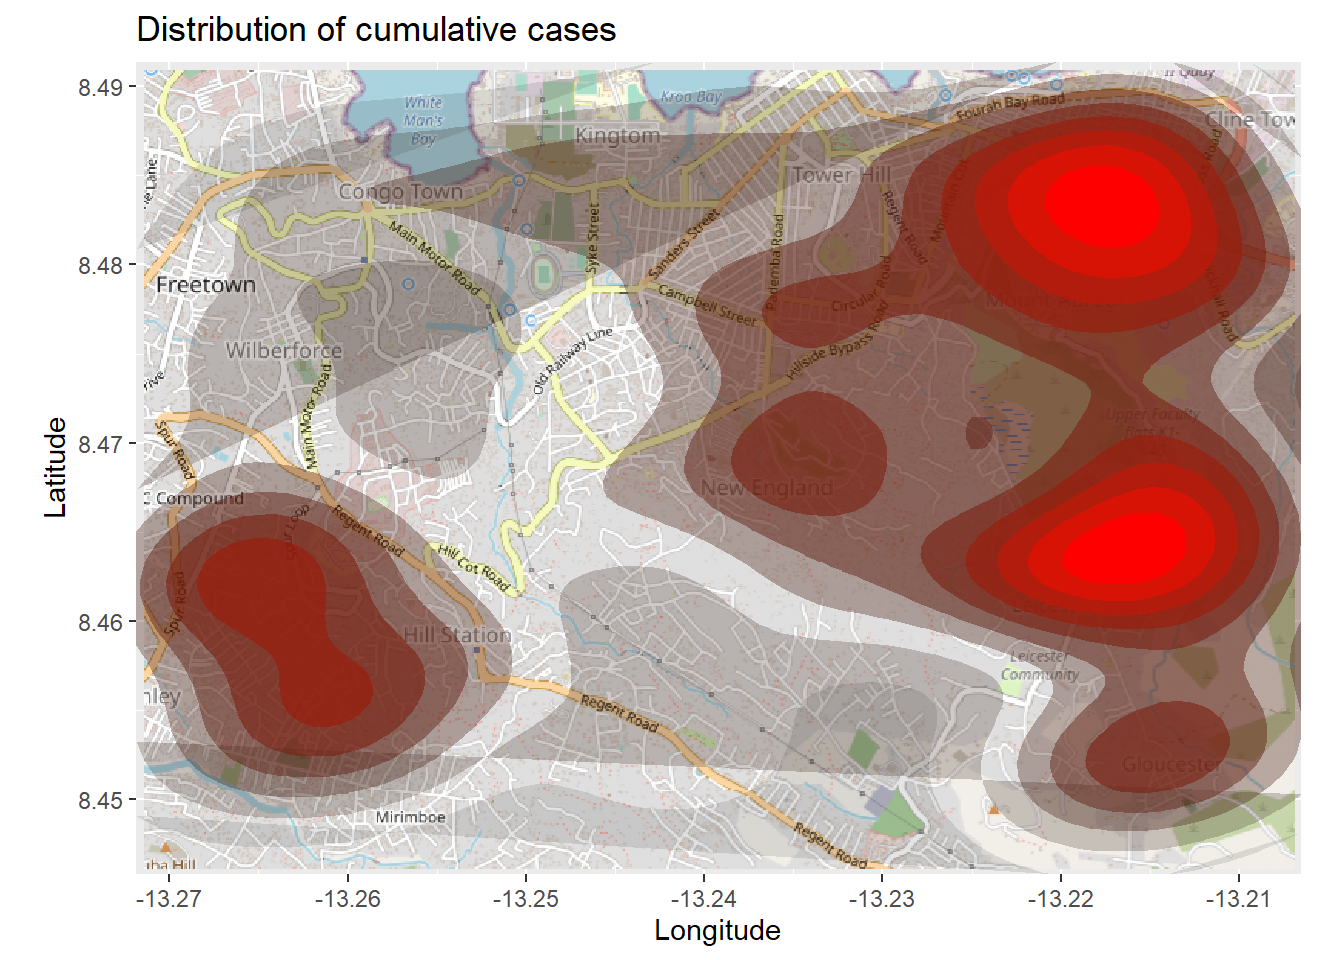 Distribution of cumulative cases
8.49
8.48
8.47
8.46
8.45
Latitude
White
Man's
Bay
Kroo Bay
Fourah Bay Road
Cline Tow
Kingtom
Tower Hill
Congo Town
Main Motor Road
Syke Street
Sanders Street
Pademba Road
Regent Road
Freetown
Campbell Street
Circular Road
Wilberforce
Old Railway Line
Hillside Bypass Road
Main Motor Road
Upper Faculty
flats K1-
Spur Road
New England
Compound
Spur Loop
Regent Road
Hill Cot Road
Spur Road
Hill Station
Leicester
Community
Regent Road
Gloucester
Mirimboe
Regent Road
-13.27
-13.26
-13.25
-13.24
-13.23
-13.22
-13.21
Longitude